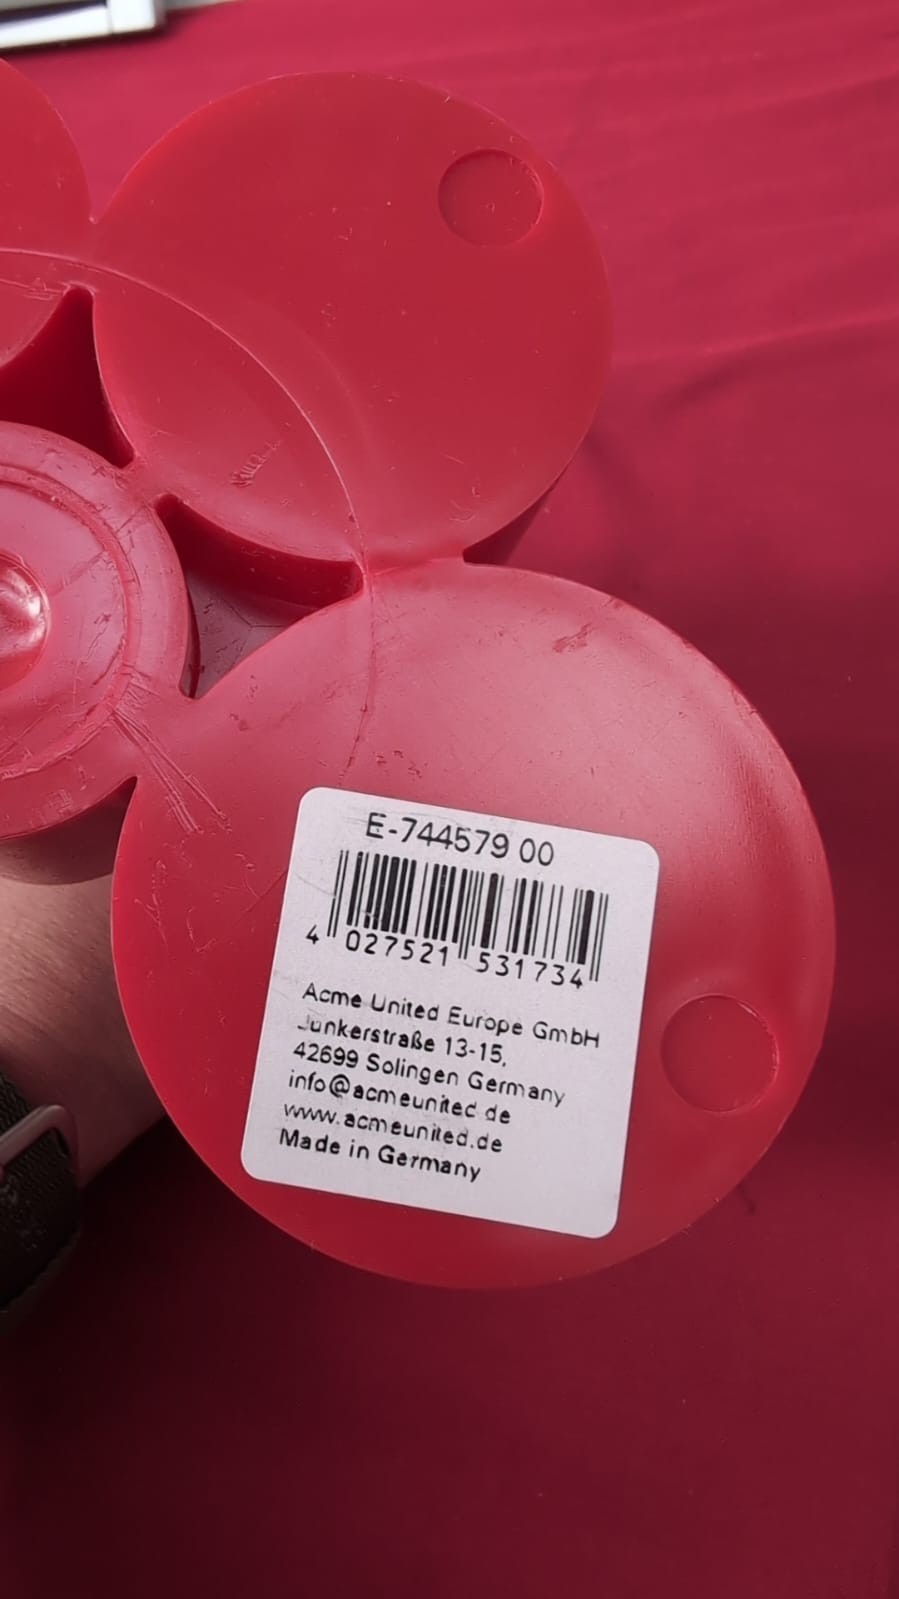 E-744579 00
4 027521 531734
Acme United Europe GmbH
Junkerstraße 13-15,
42699 Solingen Germany
info@acmeunited.de
www.acmeunited.de
Made in Germany